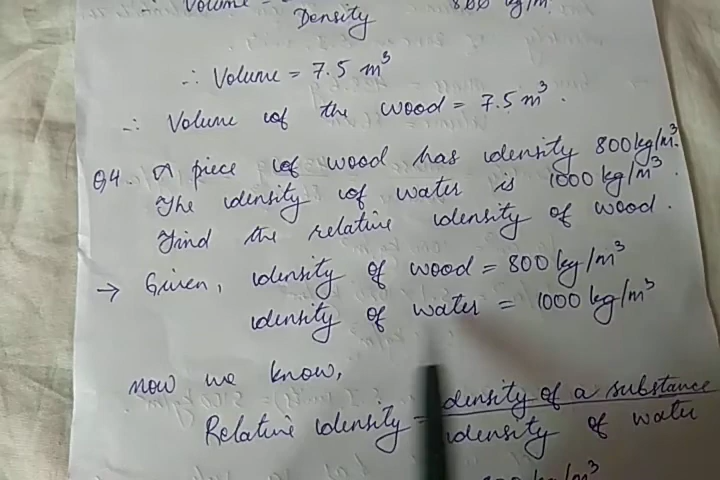 ∴ Volume =
Density
∴ Volume = 7.5 m³
∴ Volume of the wood = 7.5 m³.
Q4. A piece of wood has density 800 kg/m³.
The density of water is 1000 kg/m³.
Find the relative density of wood.
→ Given, density of wood = 800 kg/m³
density of water = 1000 kg/m³
Now we know,
Relative density = density of a substance
density of water